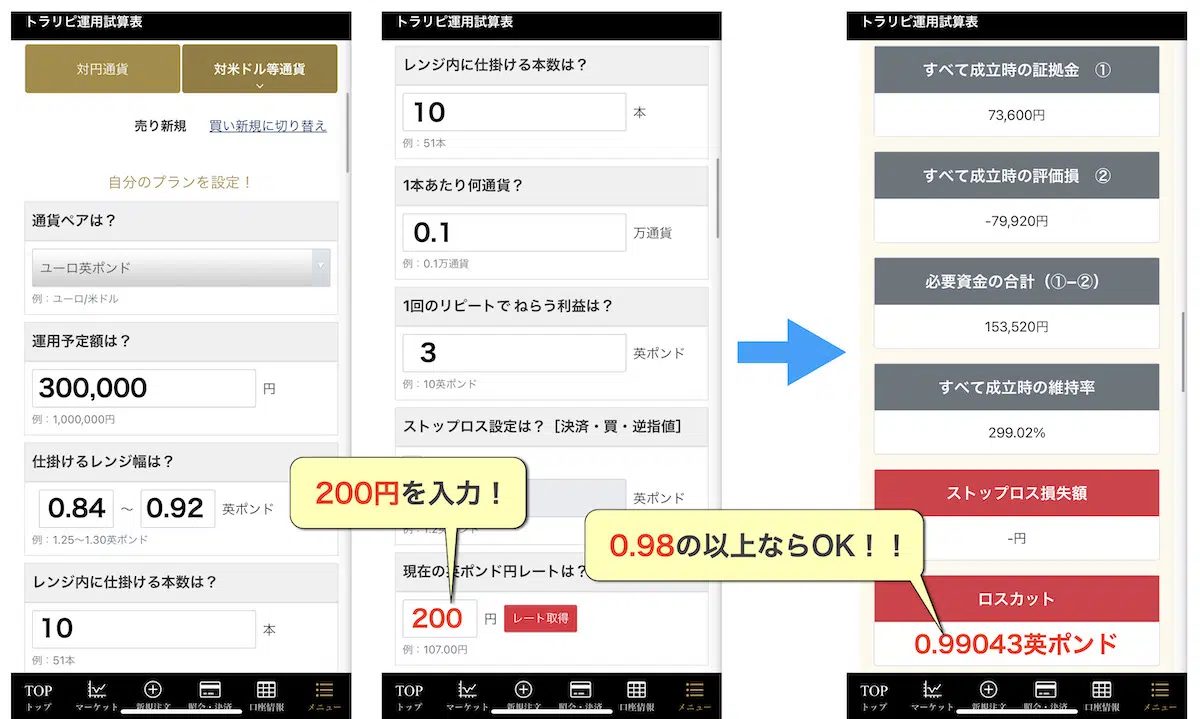 トラリピ運用試算表
対円通貨
対米ドル等通貨
売り新規 買い新規に切り替え
自分のプランを設定！
通貨ペアは？
ユーロ英ポンド
例：ユーロ/米ドル
運用予定額は？
300,000 円
例：1,000,000円
仕掛けるレンジ幅は？
0.84 ～ 0.92 英ポンド
例：1.25～1.30英ポンド
レンジ内に仕掛ける本数は？
10 本
例：51本
TOP
トップ マーケット 新規注文 照会・決済 口座情報 メニュー
トラリピ運用試算表
レンジ内に仕掛ける本数は？
10 本
例：51本
1本あたり何通貨？
0.1 万通貨
例：0.1万通貨
1回のリピートで ねらう利益は？
3 英ポンド
例：10英ポンド
ストップロス設定は？［決済・買・逆指値］
英ポンド
200円を入力！
現在の英ポンド円レートは？
200 円 レート取得
例：107.00円
TOP
トップ マーケット 新規注文 照会・決済 口座情報 メニュー
トラリピ運用試算表
すべて成立時の証拠金 ①
73,600円
すべて成立時の評価損 ②
-79,920円
必要資金の合計（①−②）
153,520円
すべて成立時の維持率
299.02%
ストップロス損失額
-円
0.98の以上ならOK！！
ロスカット
0.99043英ポンド
TOP
トップ マーケット 新規注文 照会・決済 口座情報 メニュー